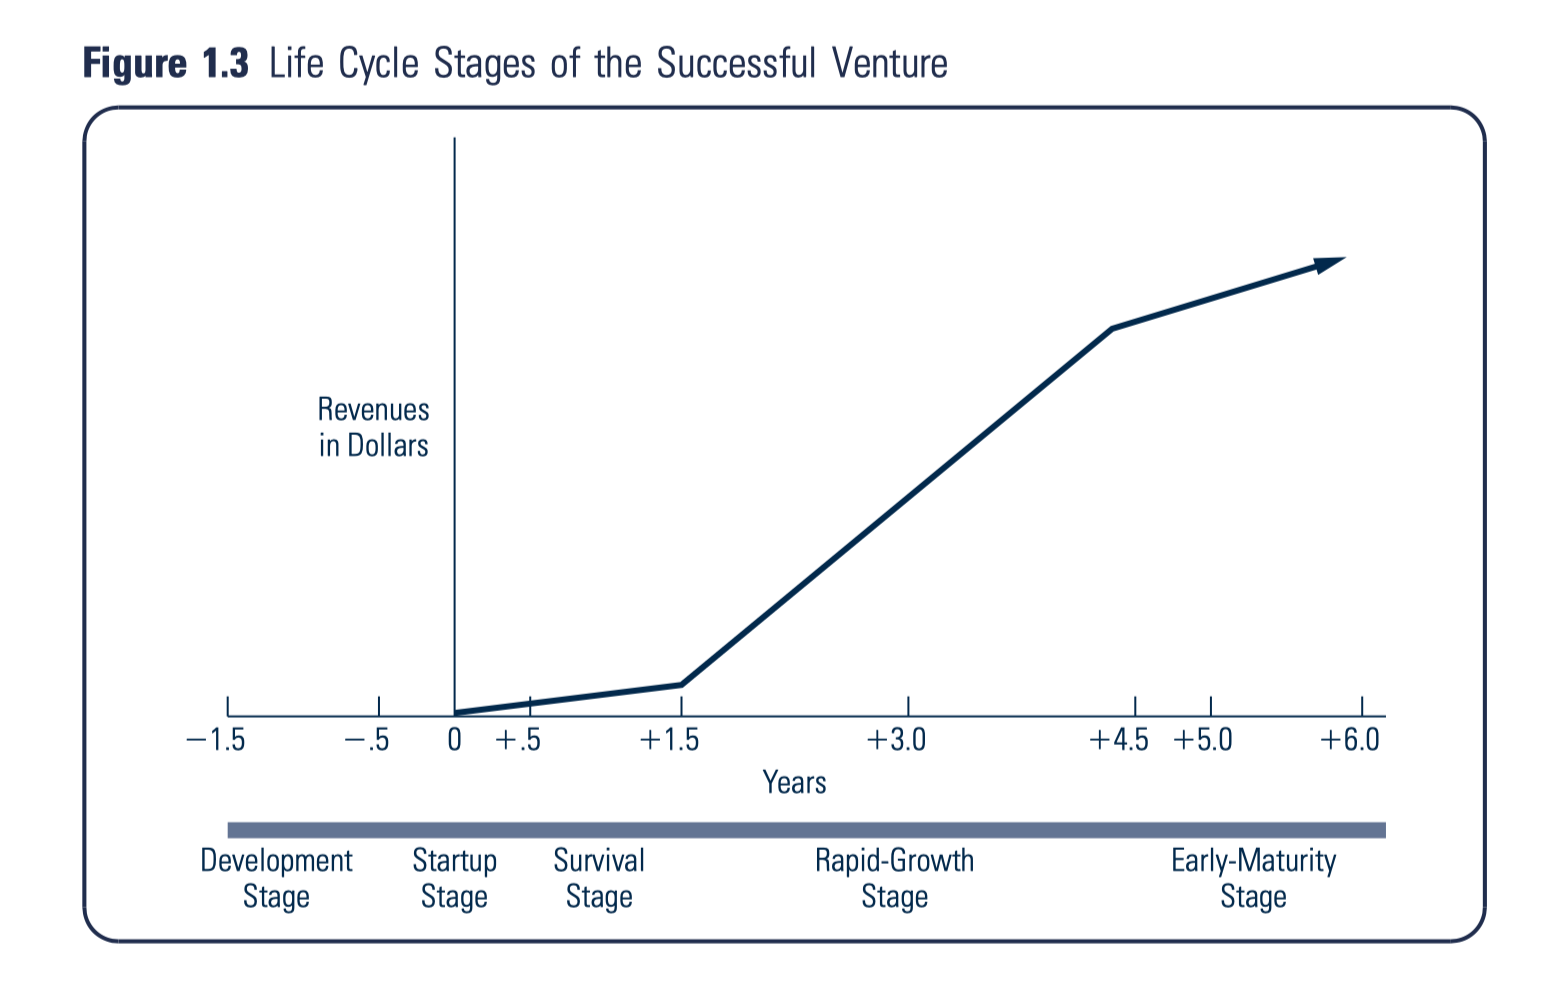 Figure 1.3 Life Cycle Stages of the Successful Venture
Revenues
in Dollars
−1.5 −.5 0 +.5 +1.5 +3.0 +4.5 +5.0 +6.0
Years
Development Startup Survival Rapid-Growth Early-Maturity
Stage Stage Stage Stage Stage